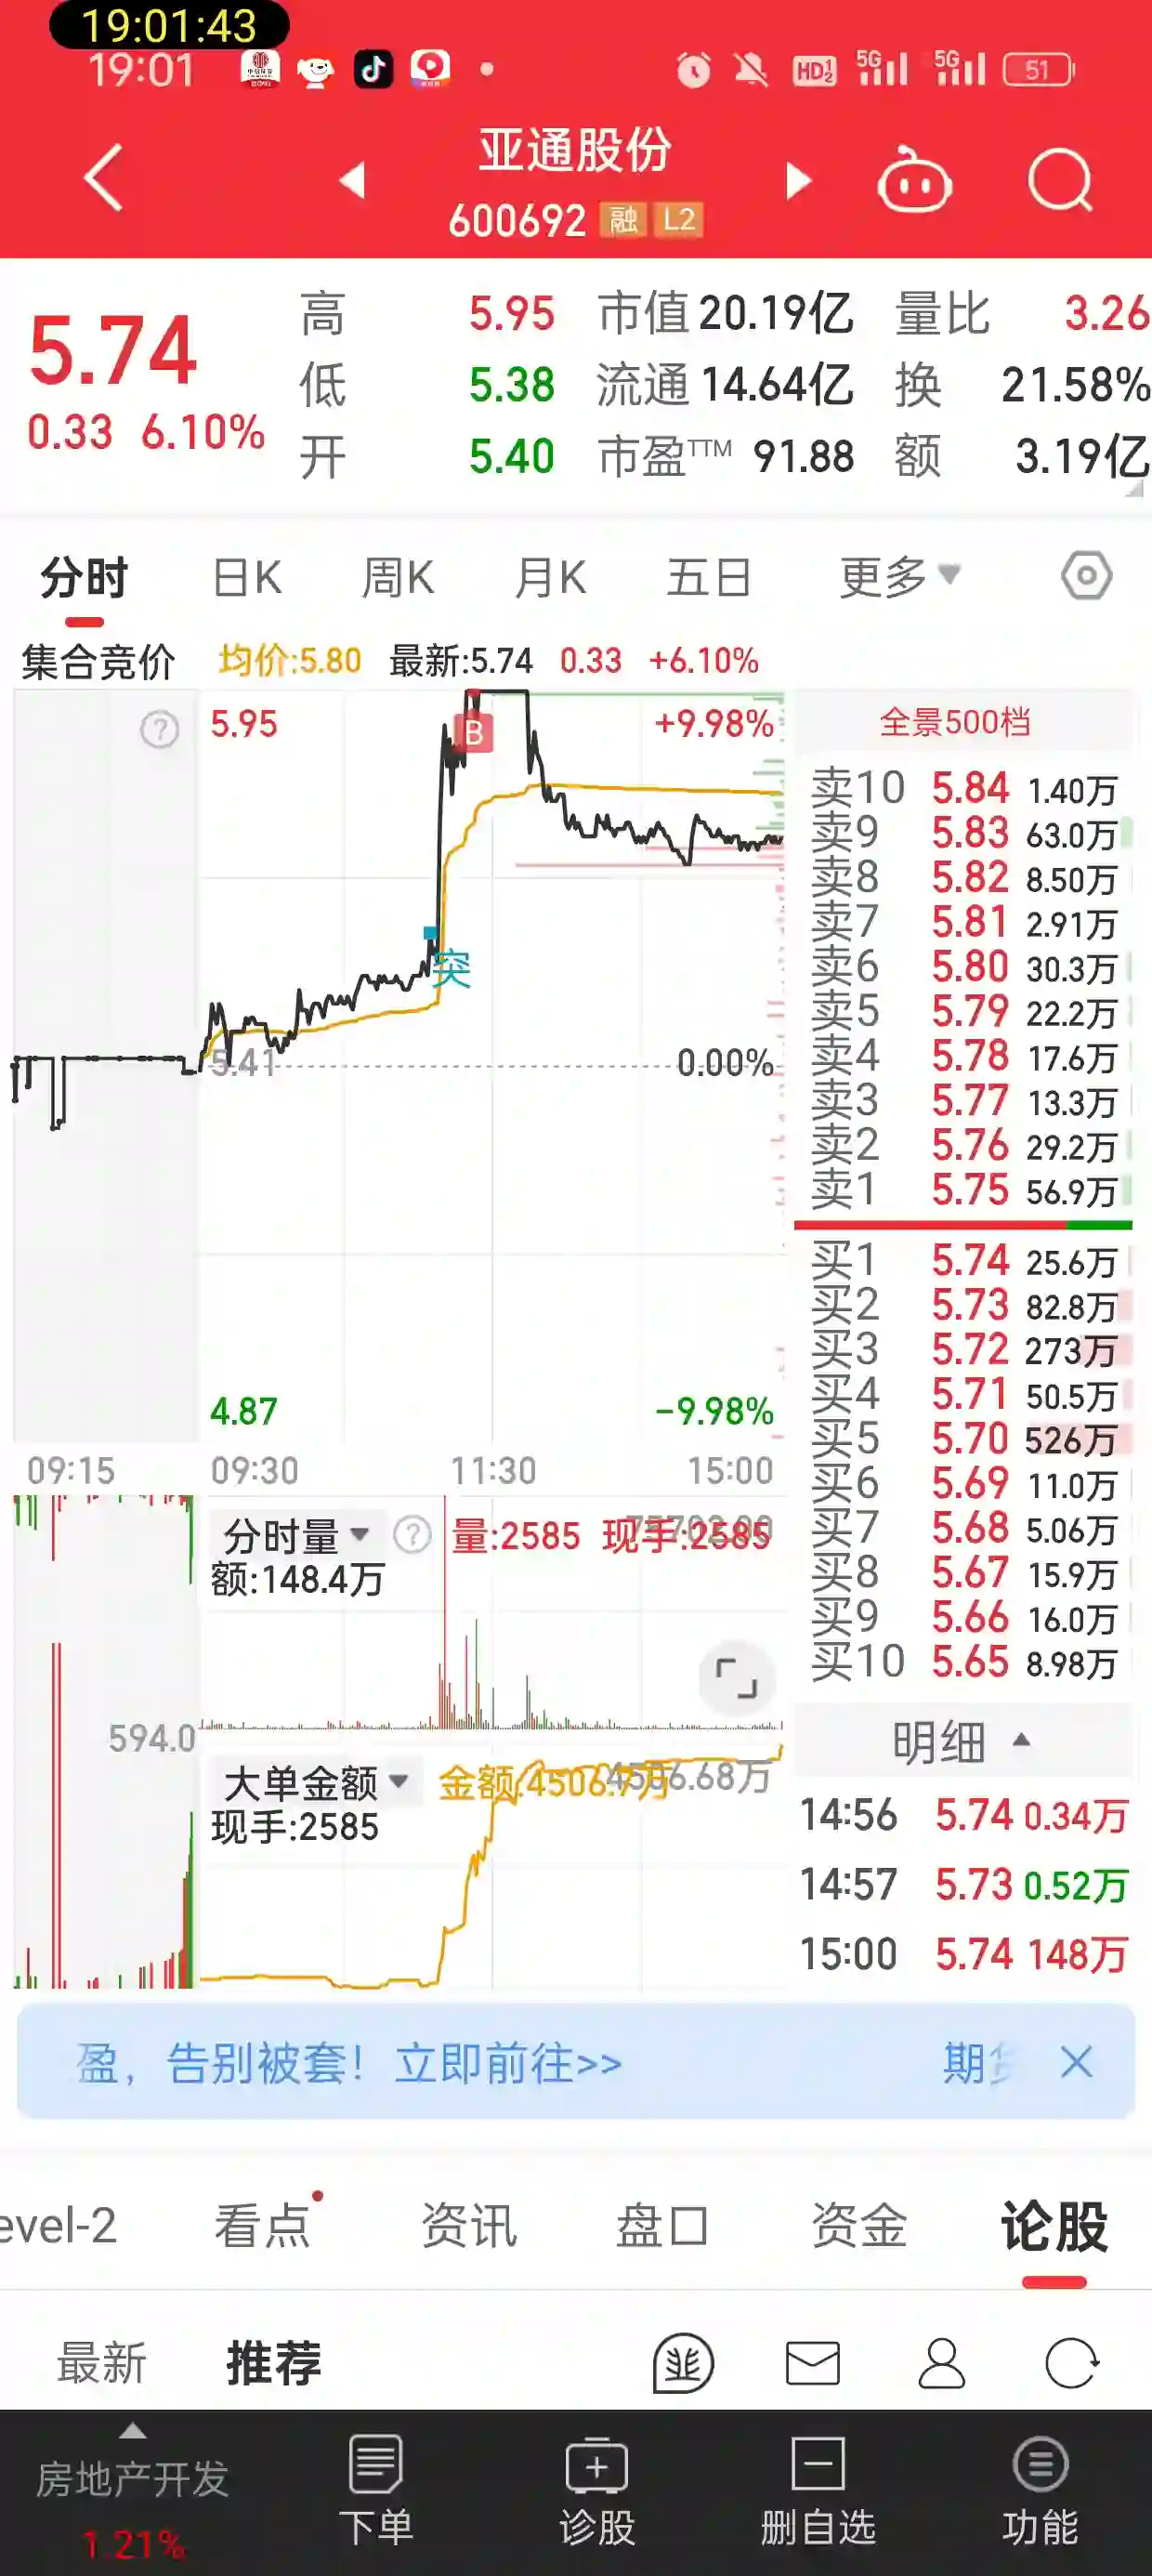 19:01:43
19:01 HD 5G 5G 51
亚通股份
600692 融 L2
5.74
0.33 6.10%
高 5.95 市值 20.19亿 量比 3.26
低 5.38 流通 14.64亿 换 21.58%
开 5.40 市盈TTM 91.88 额 3.19亿
分时 日K 周K 月K 五日 更多
集合竞价 均价:5.80 最新:5.74 0.33 +6.10%
5.95 +9.98%
B
突
5.41 0.00%
4.87 -9.98%
09:15 09:30 11:30 15:00
分时量 量:2585 现手:2585
额:148.4万
594.0
大单金额 金额:4506.7万 4506.68万
现手:2585
全景500档
卖10 5.84 1.40万
卖9 5.83 63.0万
卖8 5.82 8.50万
卖7 5.81 2.91万
卖6 5.80 30.3万
卖5 5.79 22.2万
卖4 5.78 17.6万
卖3 5.77 13.3万
卖2 5.76 29.2万
卖1 5.75 56.9万
买1 5.74 25.6万
买2 5.73 82.8万
买3 5.72 273万
买4 5.71 50.5万
买5 5.70 526万
买6 5.69 11.0万
买7 5.68 5.06万
买8 5.67 15.9万
买9 5.66 16.0万
买10 5.65 8.98万
明细
14:56 5.74 0.34万
14:57 5.73 0.52万
15:00 5.74 148万
盈，告别被套！立即前往>> 期
evel-2 看点 资讯 盘口 资金 论股
最新 推荐
房地产开发
1.21%
下单 诊股 删自选 功能